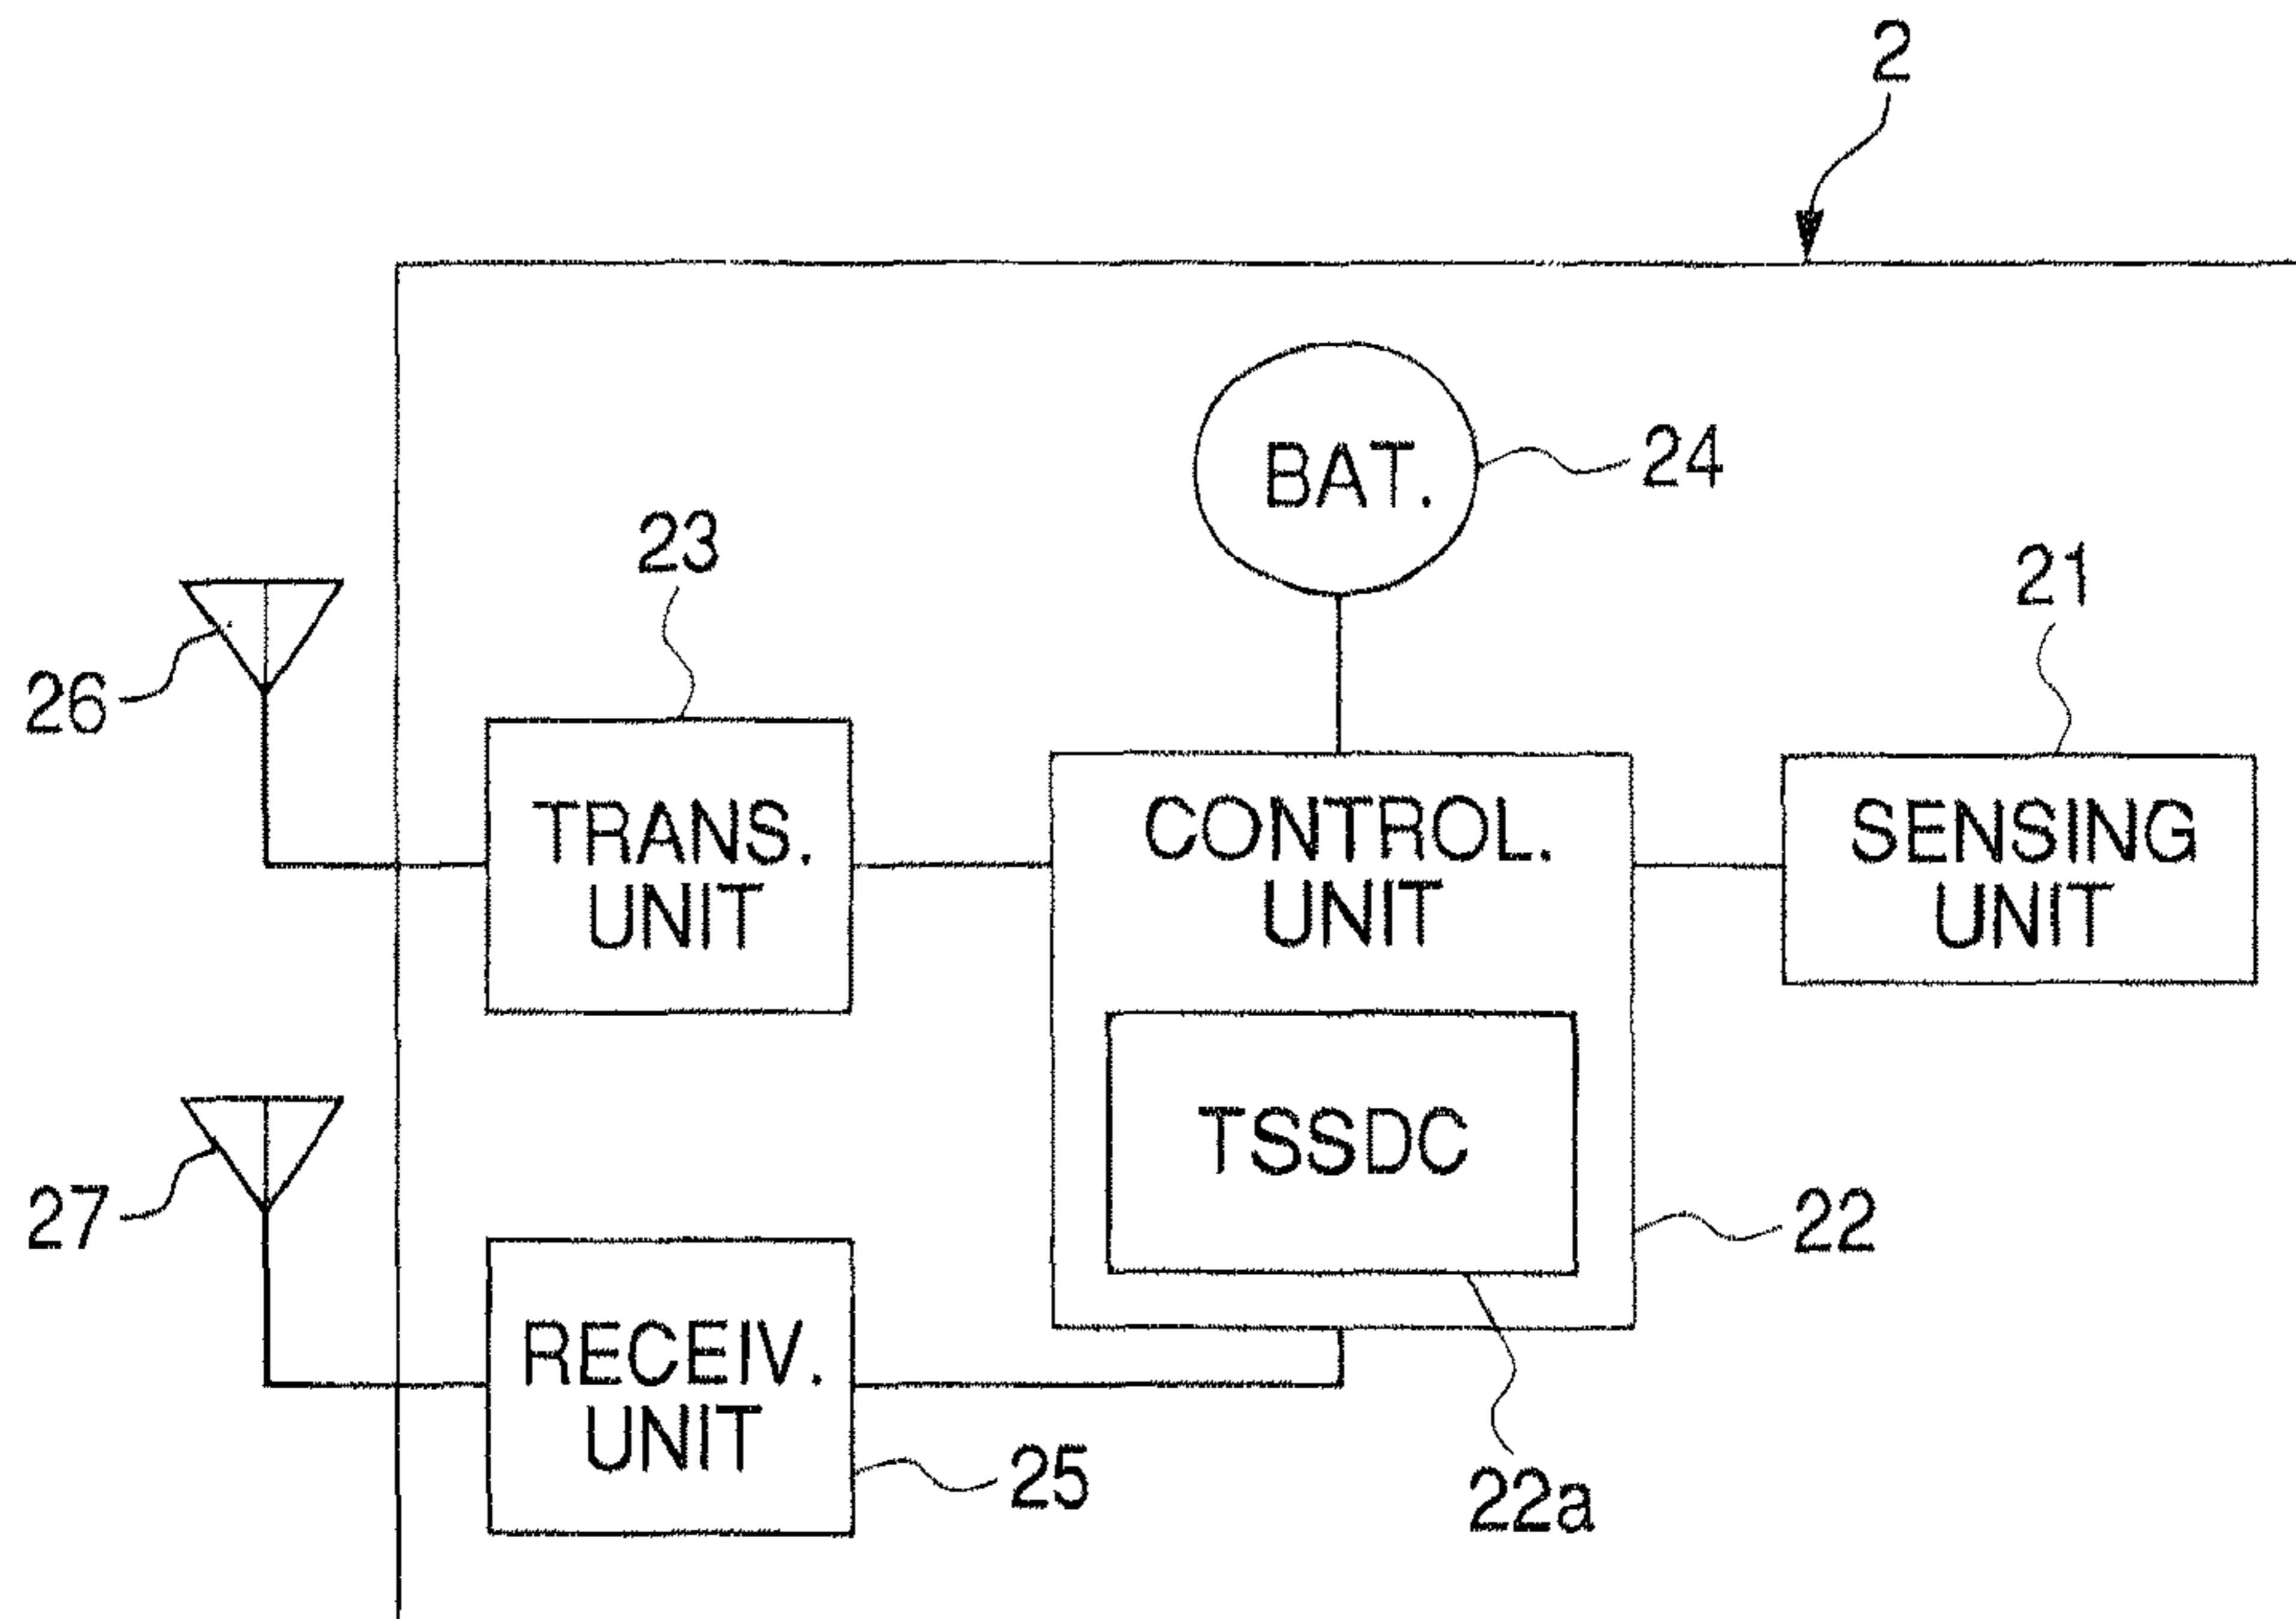 2
BAT.
24
23
21
26
TRANS.
UNIT
CONTROL.
UNIT
SENSING
UNIT
TSSDC
27
22
RECEIV.
UNIT
25
22a